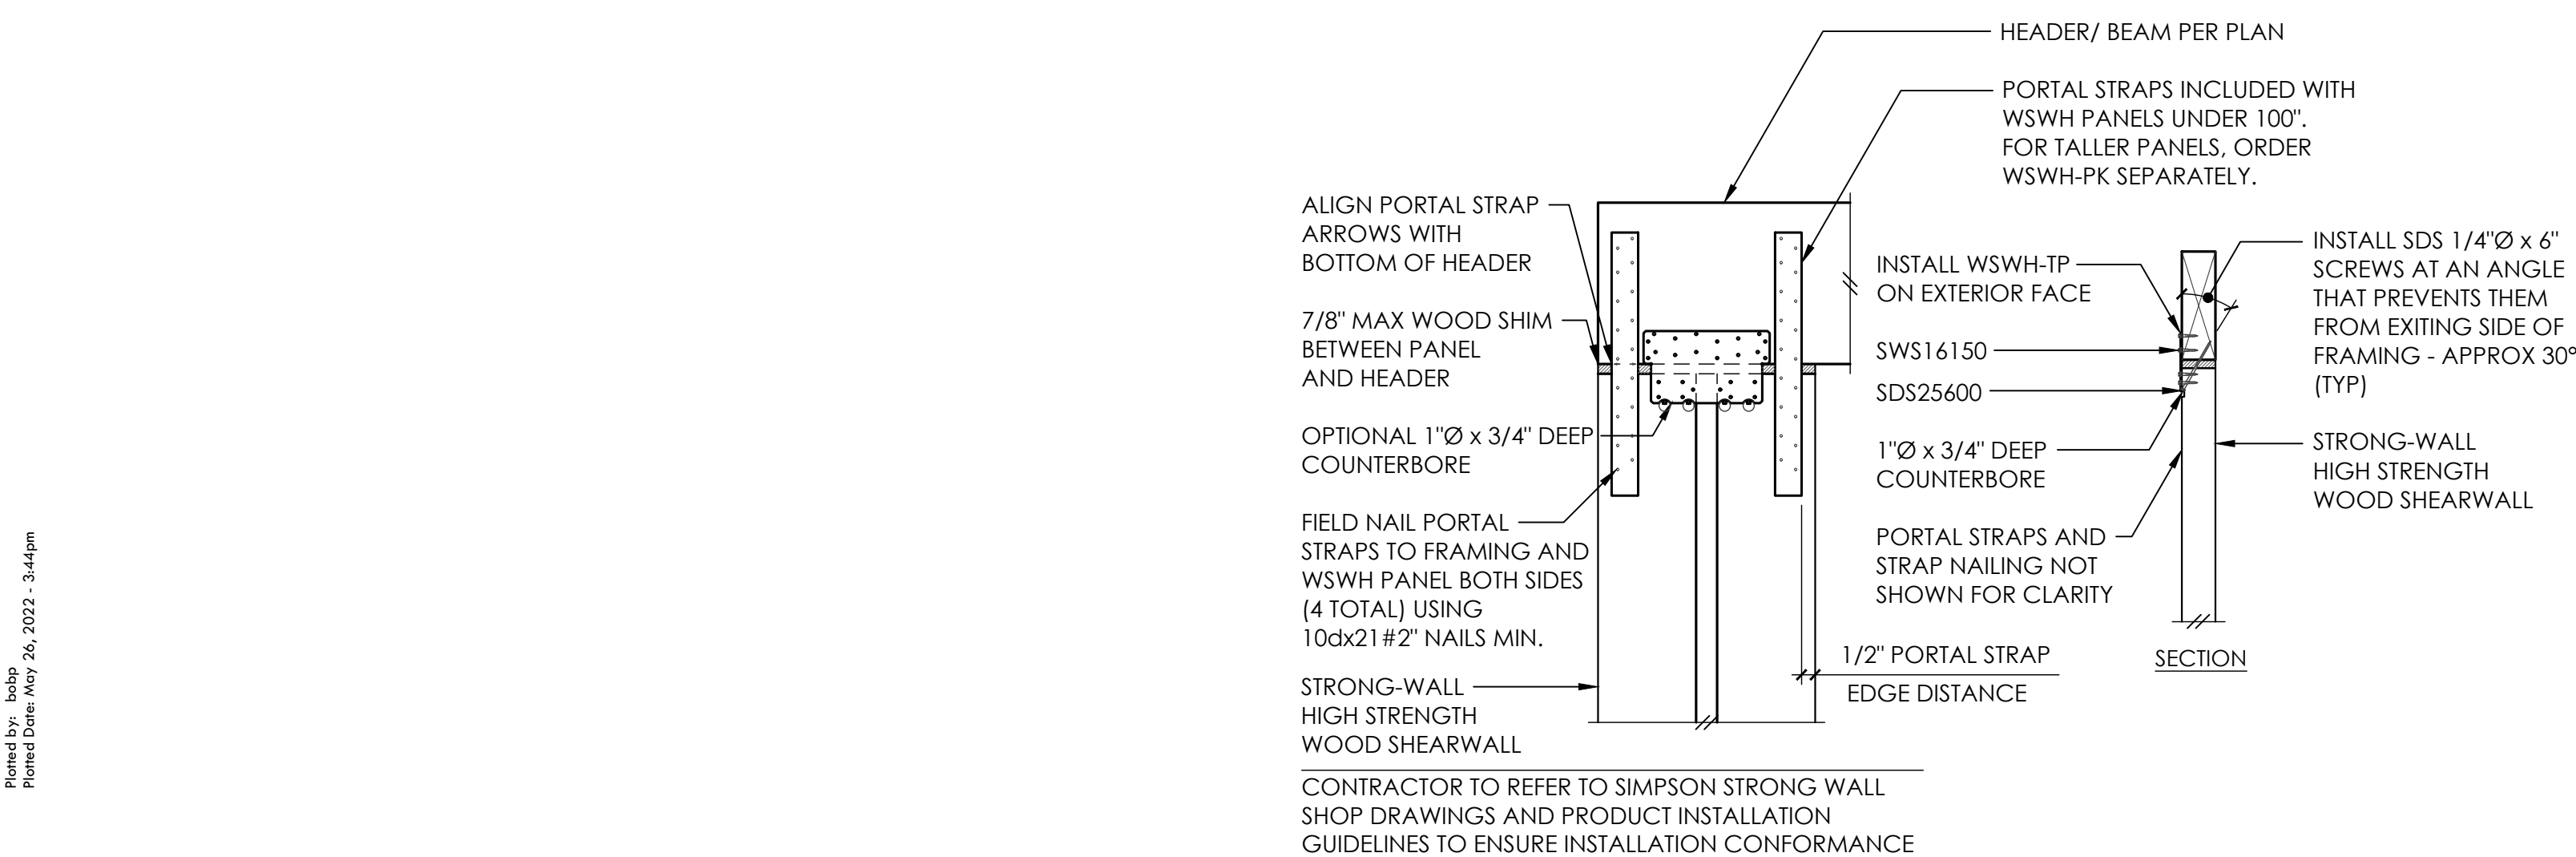 HEADER/ BEAM PER PLAN
PORTAL STRAPS INCLUDED WITH
WSWH PANELS UNDER 100".
FOR TALLER PANELS, ORDER
WSWH-PK SEPARATELY.
ALIGN PORTAL STRAP
ARROWS WITH
BOTTOM OF HEADER
7/8" MAX WOOD SHIM
BETWEEN PANEL
AND HEADER
OPTIONAL 1"Ø x 3/4" DEEP
COUNTERBORE
FIELD NAIL PORTAL
STRAPS TO FRAMING AND
WSWH PANEL BOTH SIDES
(4 TOTAL) USING
10dx21#2" NAILS MIN.
STRONG-WALL
HIGH STRENGTH
WOOD SHEARWALL
1/2" PORTAL STRAP
EDGE DISTANCE
INSTALL WSWH-TP
ON EXTERIOR FACE
SWS16150
SDS25600
1"Ø x 3/4" DEEP
COUNTERBORE
PORTAL STRAPS AND
STRAP NAILING NOT
SHOWN FOR CLARITY
INSTALL SDS 1/4"Ø x 6"
SCREWS AT AN ANGLE
THAT PREVENTS THEM
FROM EXITING SIDE OF
FRAMING - APPROX 30°
(TYP)
STRONG-WALL
HIGH STRENGTH
WOOD SHEARWALL
SECTION
CONTRACTOR TO REFER TO SIMPSON STRONG WALL
SHOP DRAWINGS AND PRODUCT INSTALLATION
GUIDELINES TO ENSURE INSTALLATION CONFORMANCE
Plotted by: bobp
Plotted Date: May 26, 2022 - 3:44pm